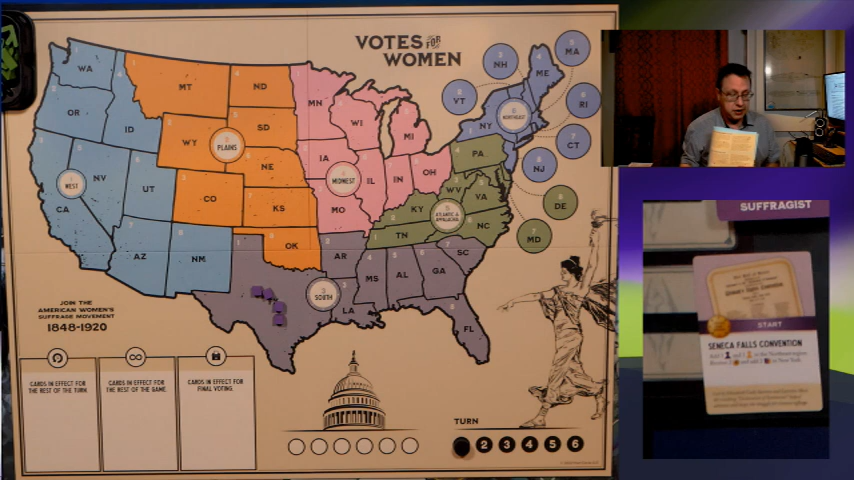 VOTES FOR
WOMEN
WA
OR
ID
NV
UT
CA
AZ
NM
WEST
MT
ND
SD
WY
NE
CO
KS
OK
PLAINS
MN
WI
MI
IA
IL
IN
OH
MO
MIDWEST
PA
WV
VA
KY
NC
TN
ATLANTIC &
APPALACHIA
DE
MD
AR
SC
MS
AL
GA
LA
FL
SOUTH
NH
MA
ME
VT
RI
NY
CT
NJ
NORTHEAST
JOIN THE
AMERICAN WOMEN'S
SUFFRAGE MOVEMENT
1848-1920
CARDS IN EFFECT FOR
THE REST OF THE TURN.
CARDS IN EFFECT FOR
THE REST OF THE GAME.
CARDS IN EFFECT FOR
FINAL VOTING.
TURN
2 3 4 5 6
SUFFRAGIST
START
SENECA FALLS CONVENTION